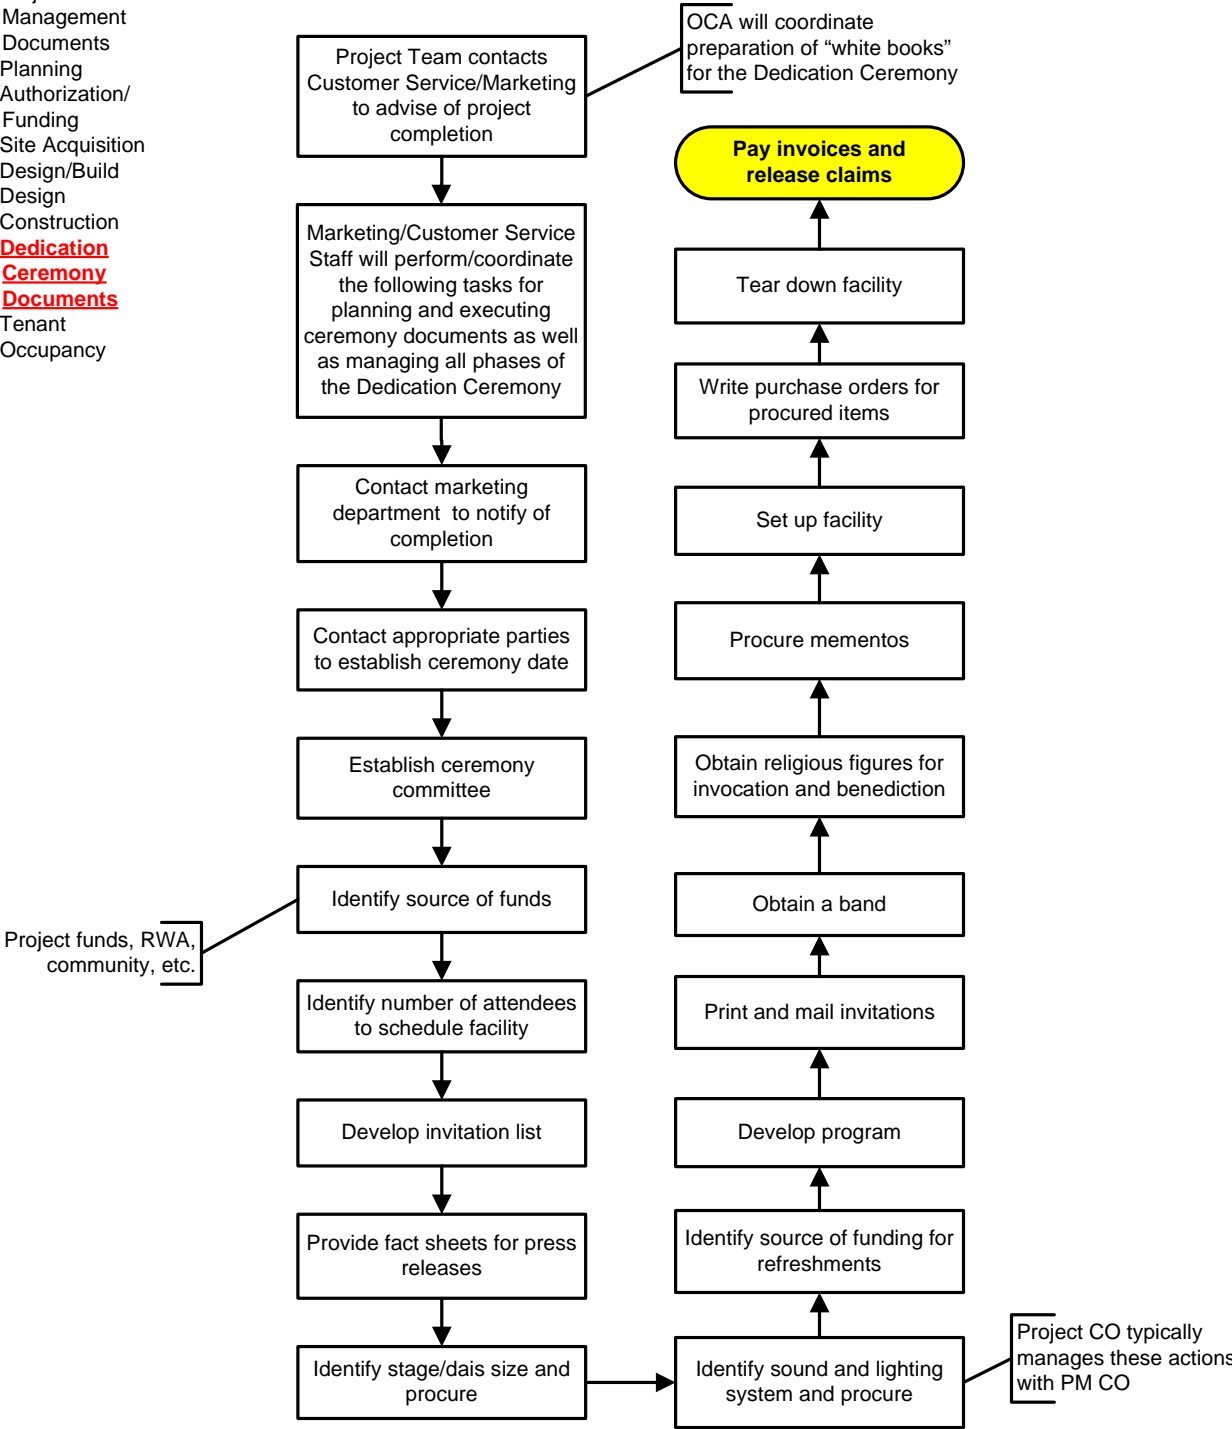 Management
Documents
Planning
Authorization/
Funding
Site Acquisition
Design/Build
Design
Construction
Dedication
Ceremony
Documents
Tenant
Occupancy
Project Team contacts
Customer Service/Marketing
to advise of project
completion
OCA will coordinate
preparation of “white books”
for the Dedication Ceremony
Marketing/Customer Service
Staff will perform/coordinate
the following tasks for
planning and executing
ceremony documents as well
as managing all phases of
the Dedication Ceremony
Contact marketing
department  to notify of
completion
Contact appropriate parties
to establish ceremony date
Establish ceremony
committee
Identify source of funds
Project funds, RWA,
community, etc.
Identify number of attendees
to schedule facility
Develop invitation list
Provide fact sheets for press
releases
Identify stage/dais size and
procure
Identify sound and lighting
system and procure
Project CO typically
manages these actions
with PM CO
Identify source of funding for
refreshments
Develop program
Print and mail invitations
Obtain a band
Obtain religious figures for
invocation and benediction
Procure mementos
Set up facility
Write purchase orders for
procured items
Tear down facility
Pay invoices and
release claims